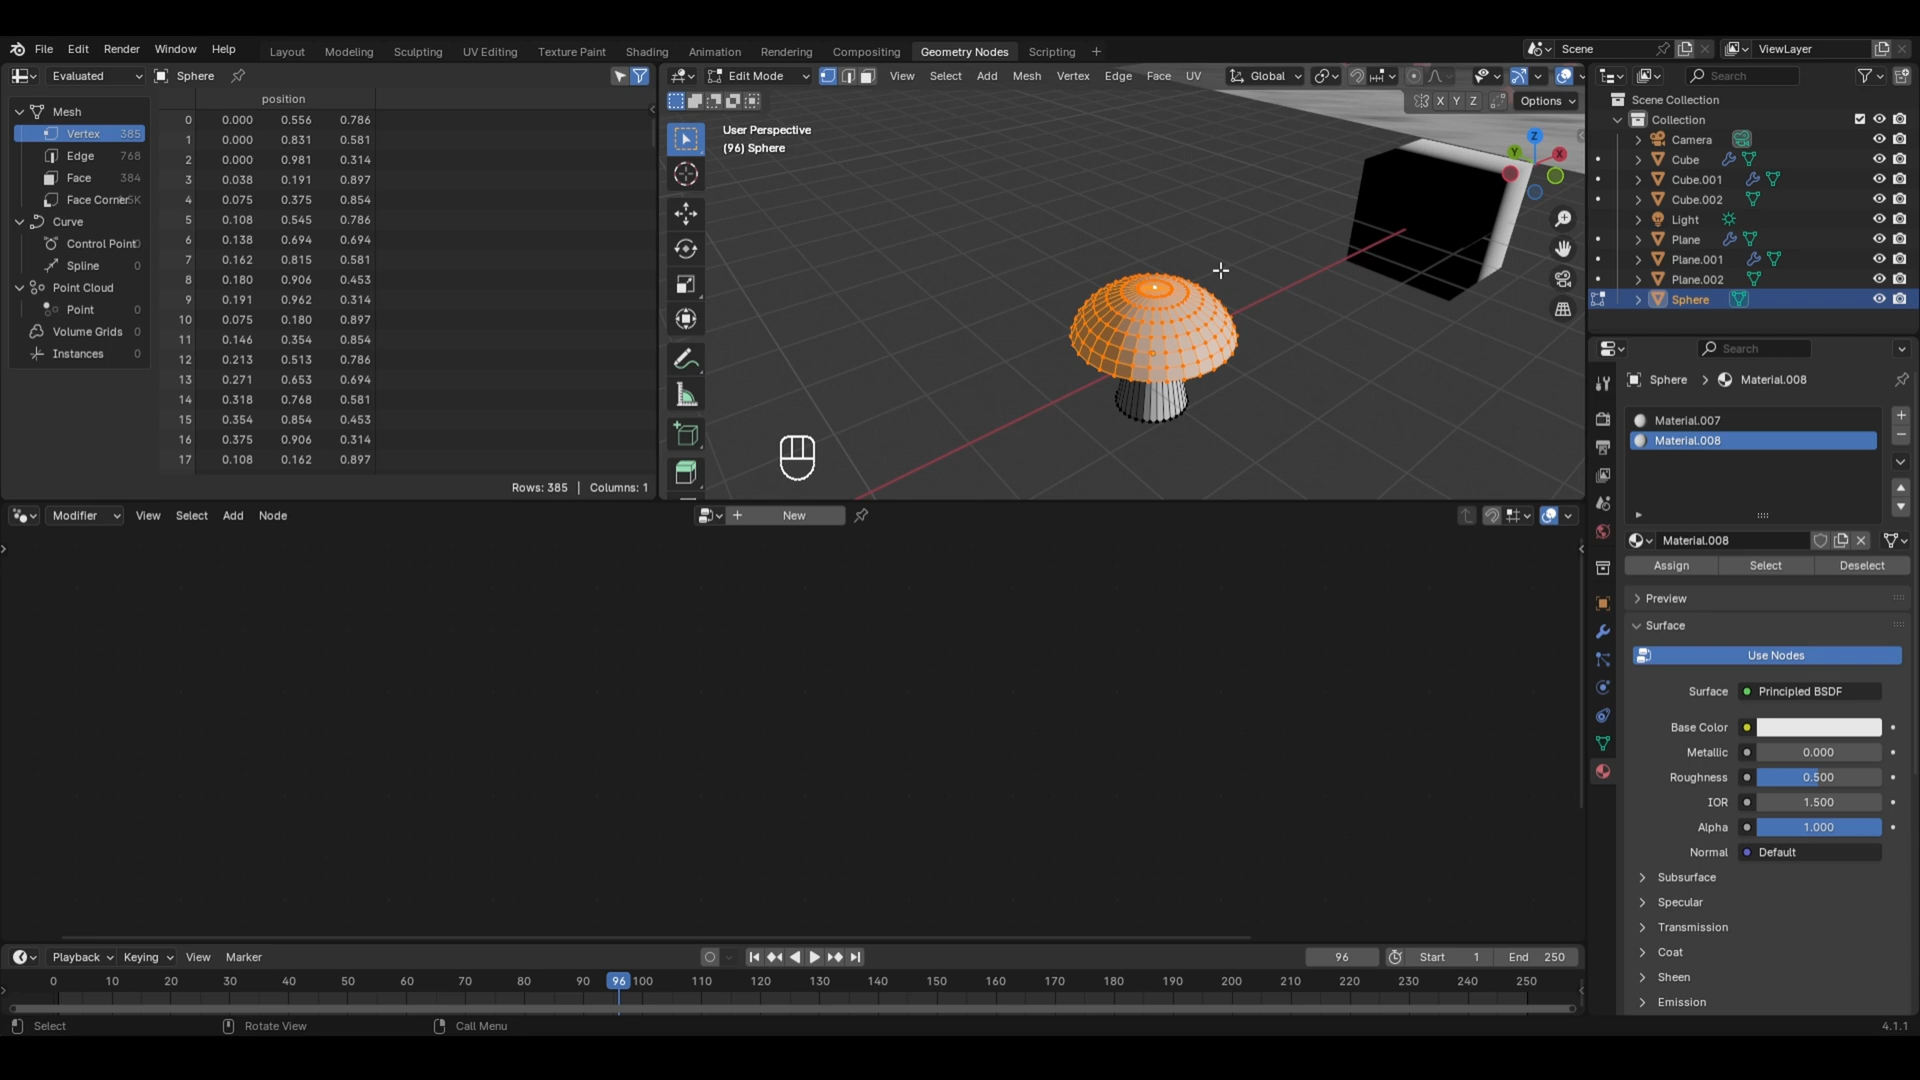 File Edit Render Window Help Layout Modeling Sculpting UV Editing Texture Paint Shading Animation Rendering Compositing Geometry Nodes Scripting + Scene ViewLayer
Evaluated Sphere
Edit Mode View Select Add Mesh Vertex Edge Face UV Global
Search
X Y Z Options
Mesh
Vertex 385
Edge 768
Face 384
Curve
Control Point
Spline 0
Point Cloud
Point 0
Volume Grids 0
Instances 0
position
0 0.000 0.556 0.786
1 0.000 0.831 0.581
2 0.000 0.981 0.314
3 0.038 0.191 0.897
4 0.075 0.375 0.854
5 0.108 0.545 0.786
6 0.138 0.694 0.694
7 0.162 0.815 0.581
8 0.180 0.906 0.453
9 0.191 0.962 0.314
10 0.075 0.180 0.897
11 0.146 0.354 0.854
12 0.213 0.513 0.786
13 0.271 0.653 0.694
14 0.318 0.768 0.581
15 0.354 0.854 0.453
16 0.375 0.906 0.314
17 0.108 0.162 0.897
Rows: 385 | Columns: 1
User Perspective
(96) Sphere
Z
Y
X
Scene Collection
Collection
Camera
Cube
Cube.001
Cube.002
Light
Plane
Plane.001
Plane.002
Sphere
Search
Sphere > Material.008
Material.007
Material.008
Material.008
Assign Select Deselect
Preview
Surface
Use Nodes
Surface Principled BSDF
Base Color
Metallic 0.000
Roughness 0.500
IOR 1.500
Alpha 1.000
Normal Default
Subsurface
Specular
Transmission
Coat
Sheen
Emission
Modifier View Select Add Node
+ New
Playback Keying View Marker
96 Start 1 End 250
0 10 20 30 40 50 60 70 80 90 96 100 110 120 130 140 150 160 170 180 190 200 210 220 230 240 250
Select Rotate View Call Menu
4.1.1